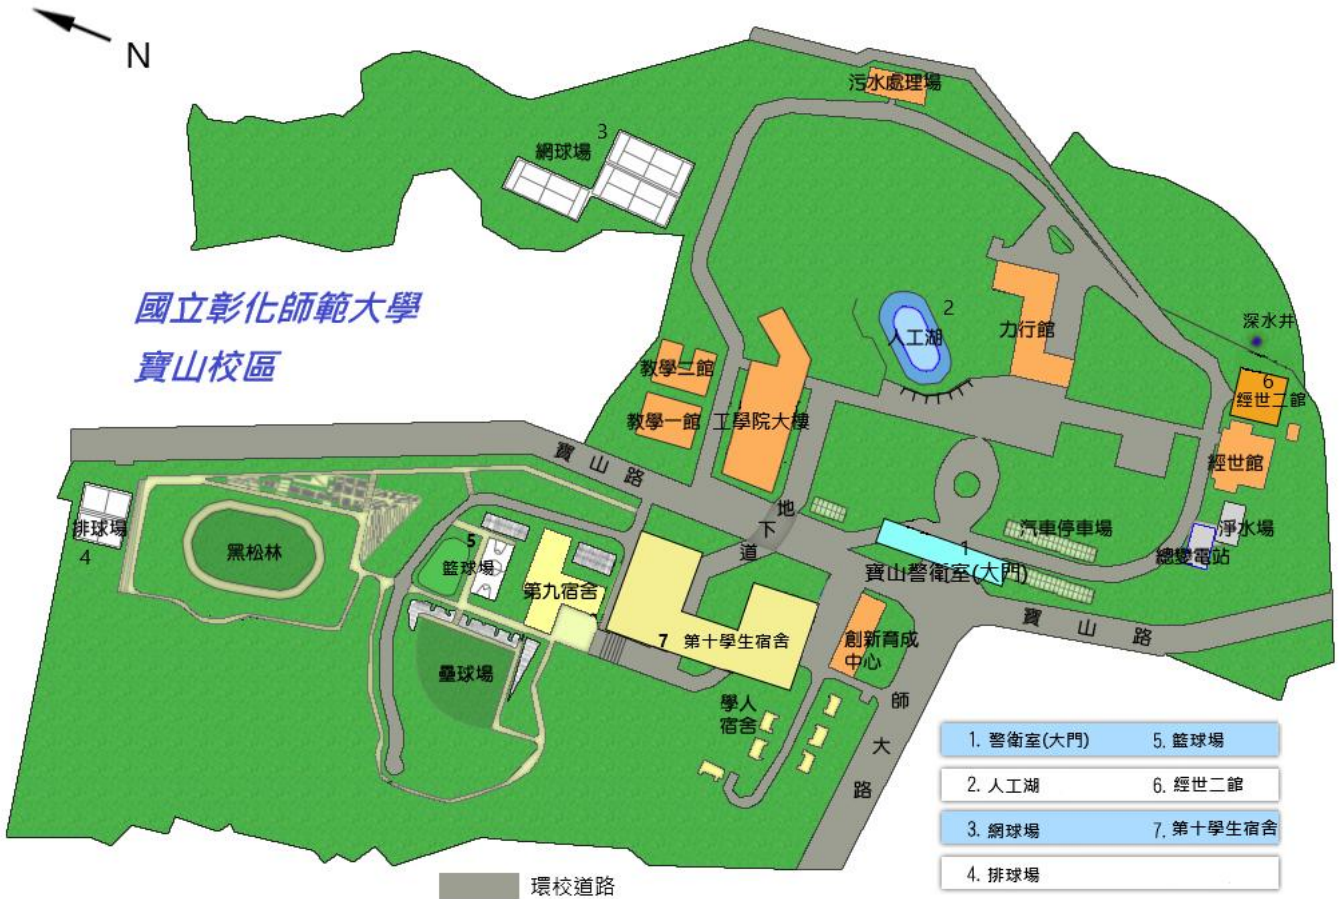 N
污水處理場
3
網球場
國立彰化師範大學
寶山校區
2
人工湖
力行館
深水井
教學二館
教學一館
工學院大樓
6
經世二館
經世館
寶山路
地下道
排球場
4
黑松林
5
籃球場
第九宿舍
汽車停車場
淨水場
總變電站
1
寶山警衛室(大門)
寶山路
7 第十學生宿舍
創新育成
中心
壘球場
學人
宿舍
師大路
1. 警衛室(大門)
5. 籃球場
2. 人工湖
6. 經世二館
3. 網球場
7. 第十學生宿舍
4. 排球場
環校道路